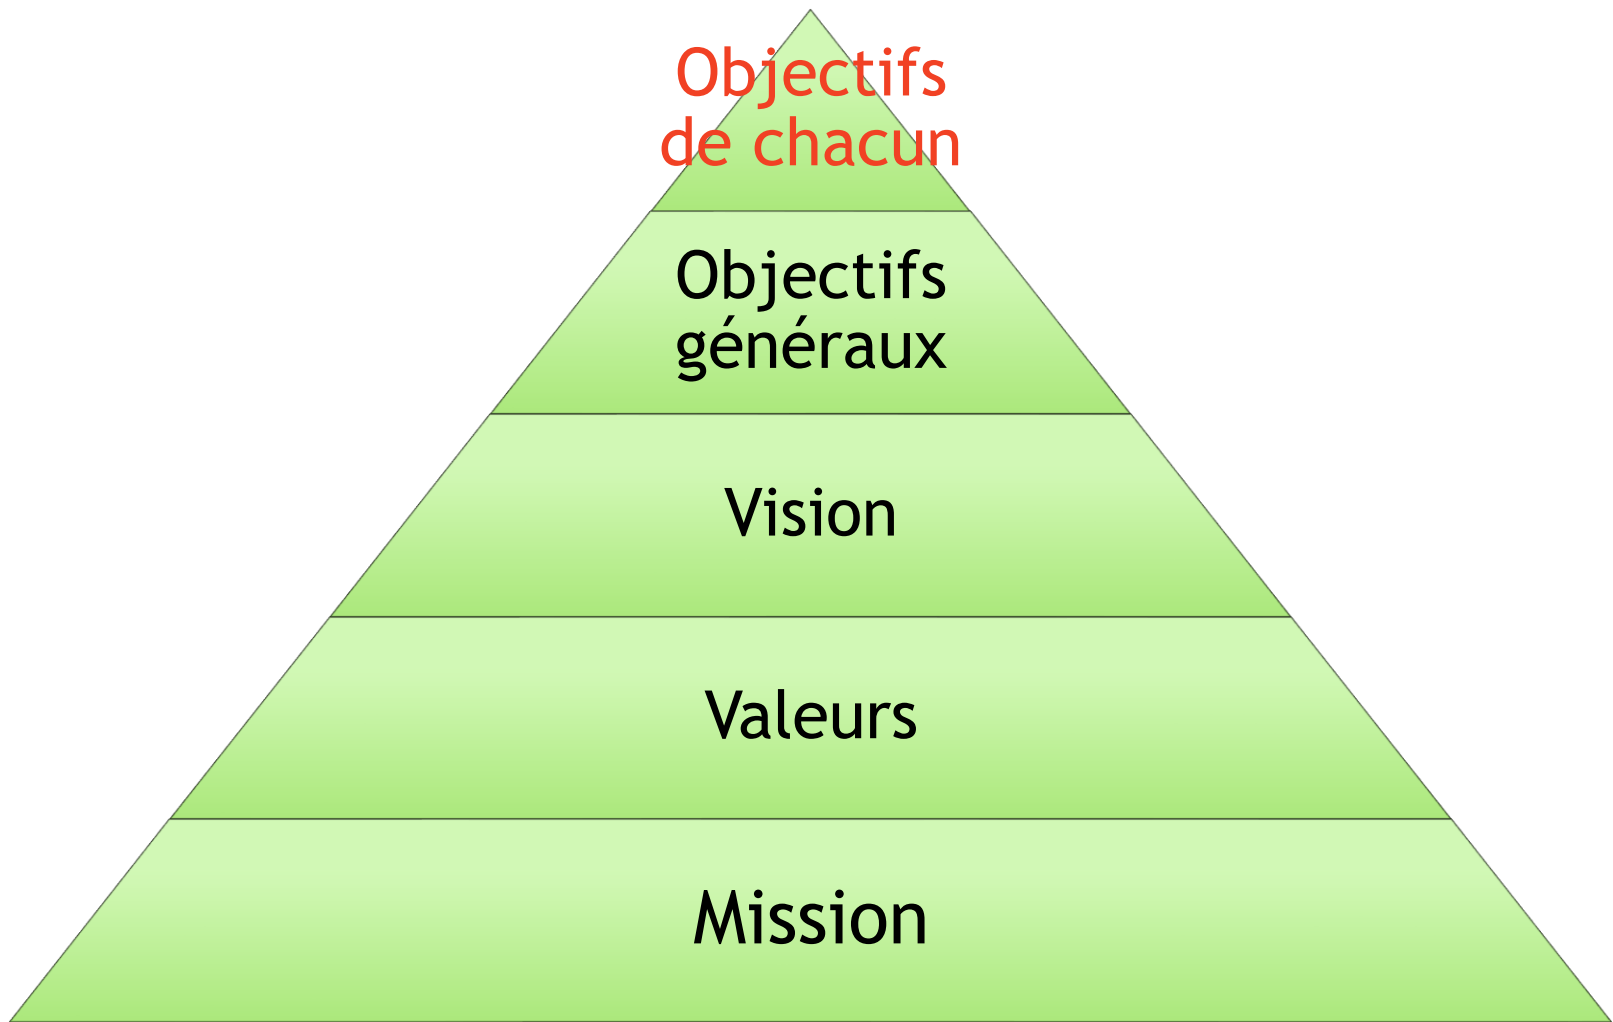 Objectifs
de chacun
Objectifs
généraux
Vision
Valeurs
Mission